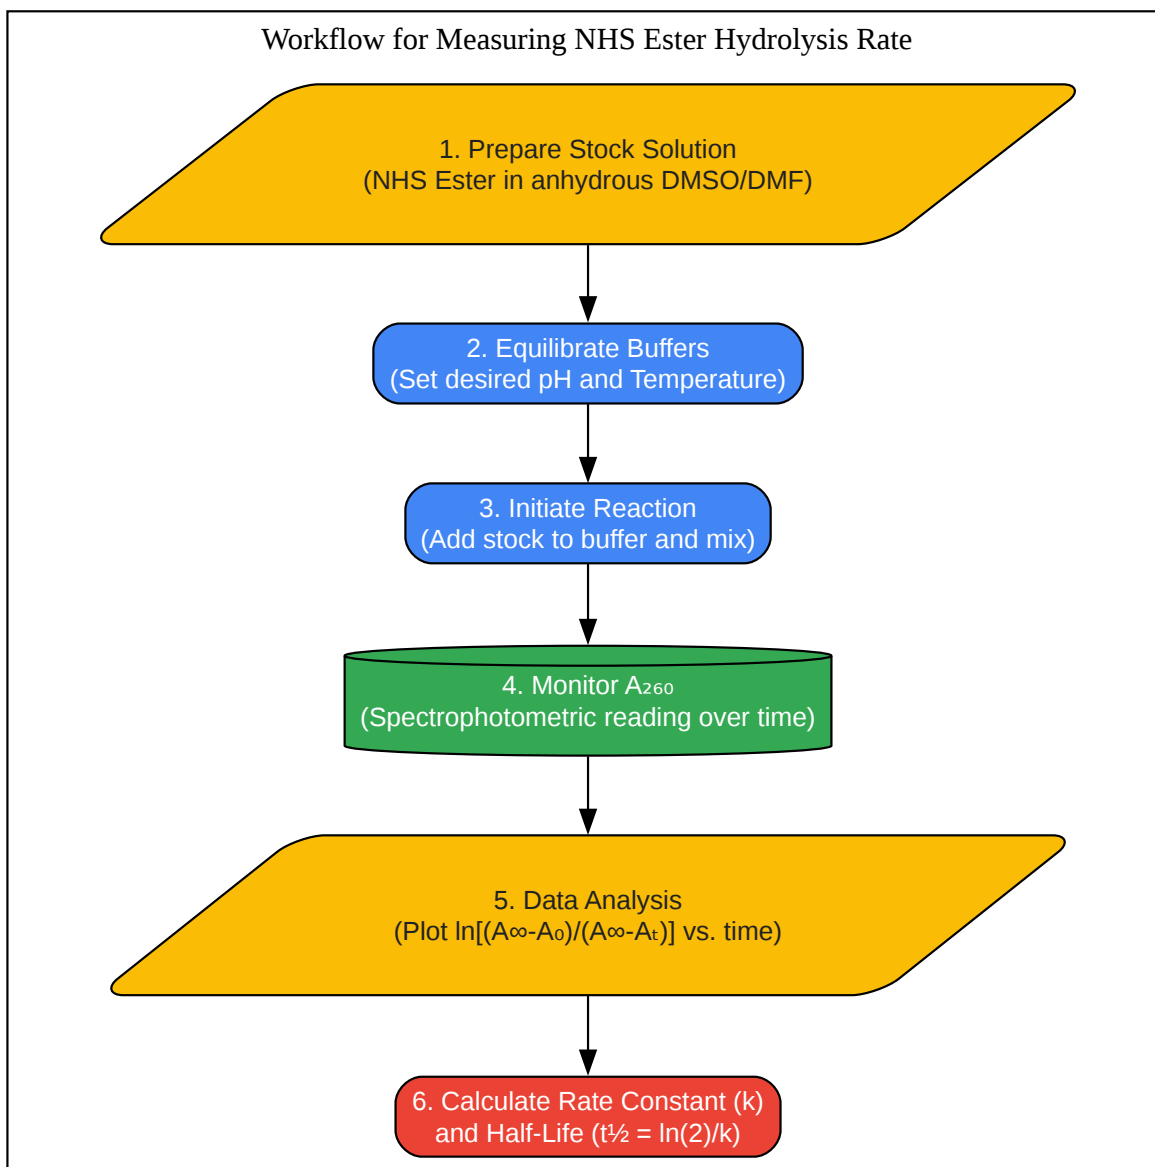 Workflow for Measuring NHS Ester Hydrolysis Rate
1. Prepare Stock Solution
(NHS Ester in anhydrous DMSO/DMF)
2. Equilibrate Buffers
(Set desired pH and Temperature)
3. Initiate Reaction
(Add stock to buffer and mix)
4. Monitor A₂₆₀
(Spectrophotometric reading over time)
5. Data Analysis
(Plot ln[(A∞-A₀)/(A∞-Aₜ)] vs. time)
6. Calculate Rate Constant (k)
and Half-Life (t½ = ln(2)/k)